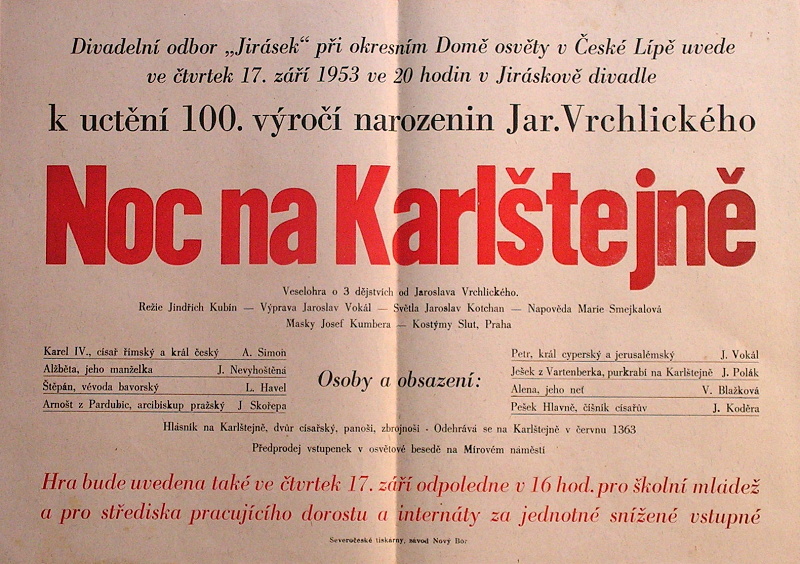 Divadelní odbor „Jirásek“ při okresním Domě osvěty v České Lípě uvede
ve čtvrtek 17. září 1953 ve 20 hodin v Jiráskově divadle
k uctění 100. výročí narozenin Jar. Vrchlického
Noc na Karlštejně
Veselohra o 3 dějstvích od Jaroslava Vrchlického.
Režie Jindřich Kubín — Výprava Jaroslav Vokál — Světla Jaroslav Kotchan — Napověda Marie Smejkalová
Masky Josef Kumbera — Kostýmy Slut, Praha
Osoby a obsazení:
Karel IV., císař římský a král český A. Simon
Alžběta, jeho manželka J. Nevyhoštěná
Štěpán, vévoda bavorský L. Havel
Arnošt z Pardubic, arcibiskup pražský J Skořepa
Petr, král cyperský a jerusalémský J. Vokál
Ješek z Vartenberka, purkrabí na Karlštejně J. Polák
Alena, jeho neť V. Blažková
Pešek Hlavně, číšník císařův J. Koděra
Hlásník na Karlštejně, dvůr císařský, panoši, zbrojnoši - Odehrává se na Karlštejně v červnu 1363
Předprodej vstupenek v osvětové besedě na Mírovém náměstí
Hra bude uvedena také ve čtvrtek 17. září odpoledne v 16 hod. pro školní mládež
a pro střediska pracujícího dorostu a internáty za jednotné snížené vstupné
Severočeské tiskárny, závod Nový Bor